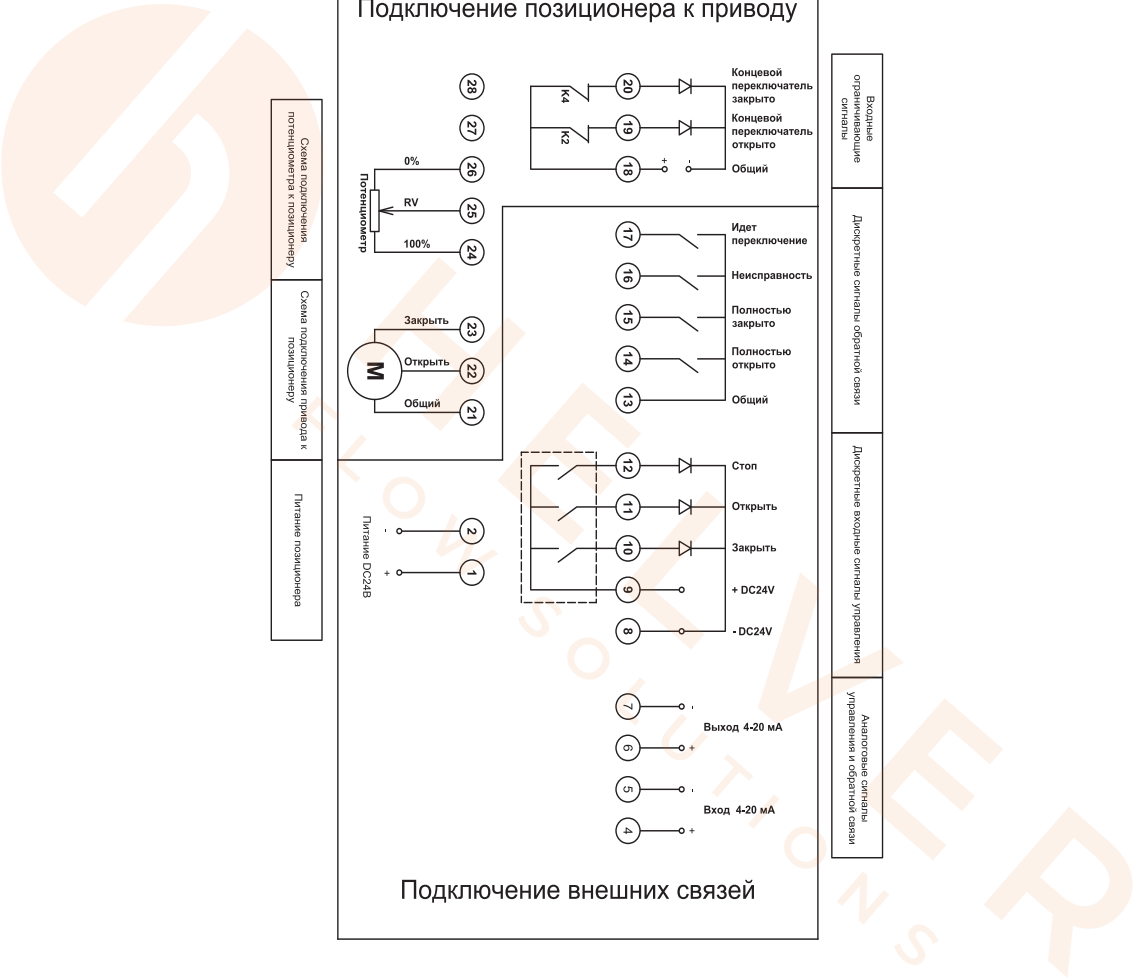 Подключение позиционера к приводу
Схема подключения
потенциометра к позиционеру
Схема подключения привода к
позиционеру
Питание позиционера
28
27
26
25
24
0%
RV
100%
Потенциометр
23
22
21
Закрыть
Открыть
Общий
M
2
1
-
+
Питание DC24В
K4
K2
20
19
18
+
-
Концевой
переключатель
закрыто
Концевой
переключатель
открыто
Общий
17
16
15
14
13
Идет
переключение
Неисправность
Полностью
закрыто
Полностью
открыто
Общий
12
11
10
9
8
Стоп
Открыть
Закрыть
+ DC24V
- DC24V
7
6
5
4
-
Выход 4-20 мА
+
-
Вход 4-20 мА
+
Входные
ограничивающие
сигналы
Дискретные сигналы обратной связи
Дискретные входные сигналы управления
Аналоговые сигналы
управления и обратной связи
Подключение внешних связей
HELVER
FLOW SOLUTIONS